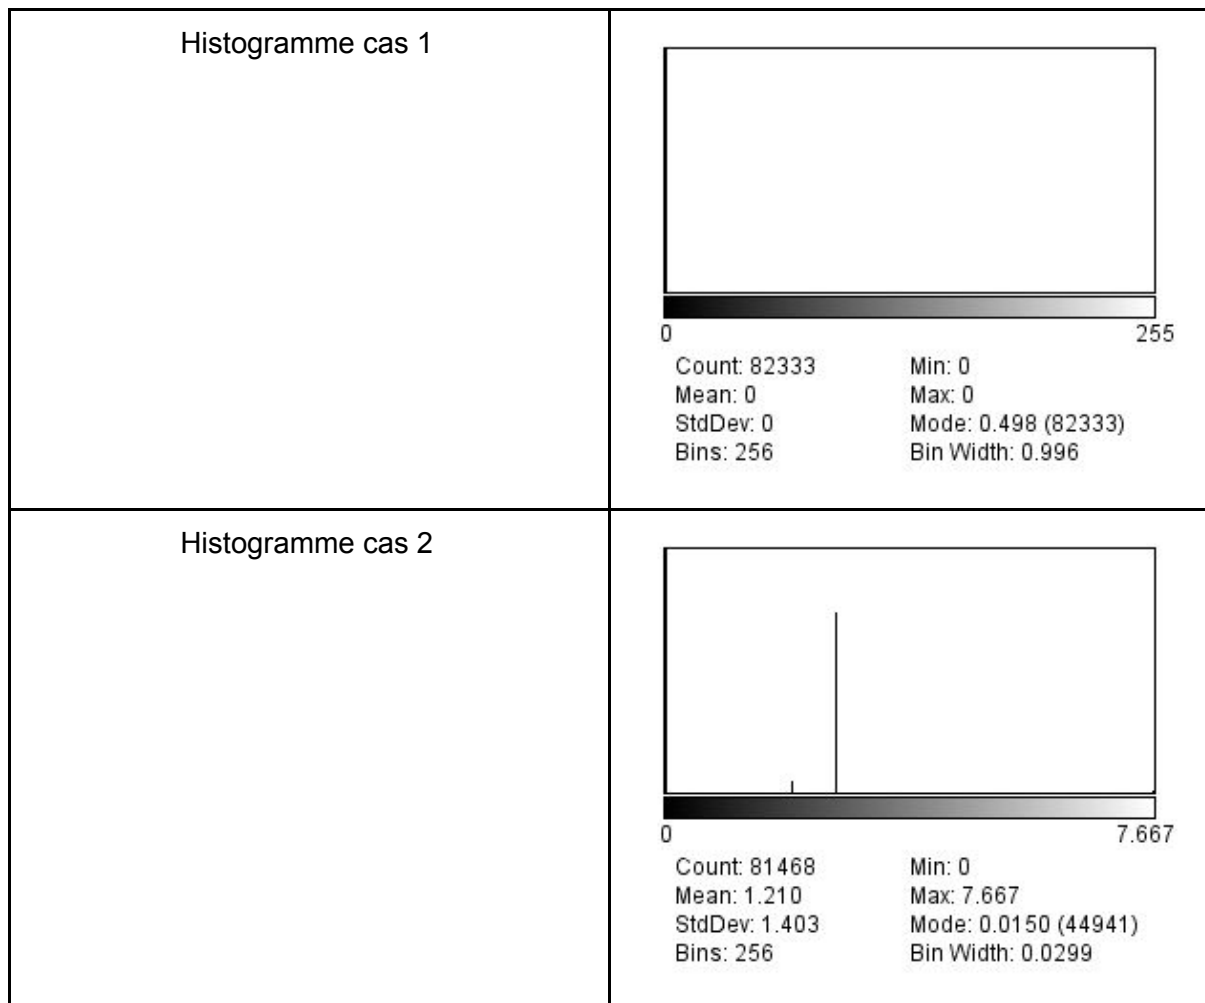 Histogramme cas 1
0 255
Count: 82333 Min: 0
Mean: 0 Max: 0
StdDev: 0 Mode: 0.498 (82333)
Bins: 256 Bin Width: 0.996
Histogramme cas 2
0 7.667
Count: 81468 Min: 0
Mean: 1.210 Max: 7.667
StdDev: 1.403 Mode: 0.0150 (44941)
Bins: 256 Bin Width: 0.0299